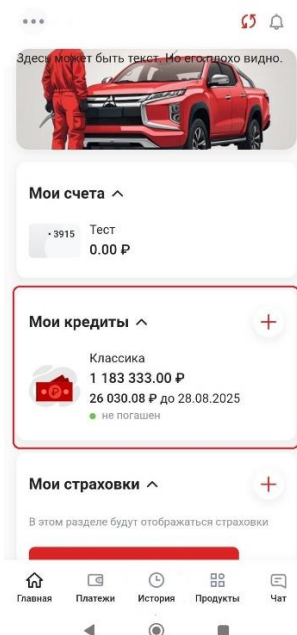 Здесь может быть текст. Но его плохо видно.
Мои счета
• 3915
Тест
0.00 ₽
Мои кредиты
Классика
1 183 333.00 ₽
26 030.08 ₽ до 28.08.2025
не погашен
Мои страховки
В этом разделе будут отображаться страховки
Главная Платежи История Продукты Чат